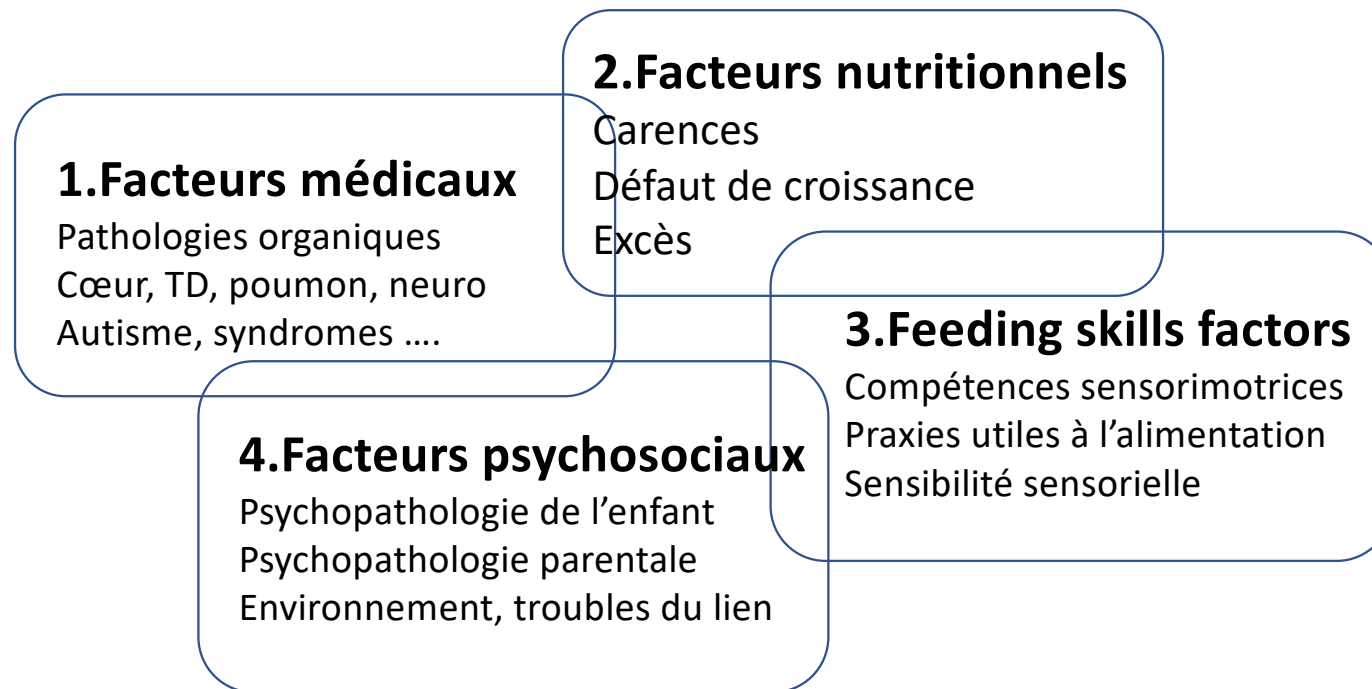 1.Facteurs médicaux
Pathologies organiques
Cœur, TD, poumon, neuro
Autisme, syndromes ....
2.Facteurs nutritionnels
Carences
Défaut de croissance
Excès
3.Feeding skills factors
Compétences sensorimotrices
Praxies utiles à l’alimentation
Sensibilité sensorielle
4.Facteurs psychosociaux
Psychopathologie de l’enfant
Psychopathologie parentale
Environnement, troubles du lien